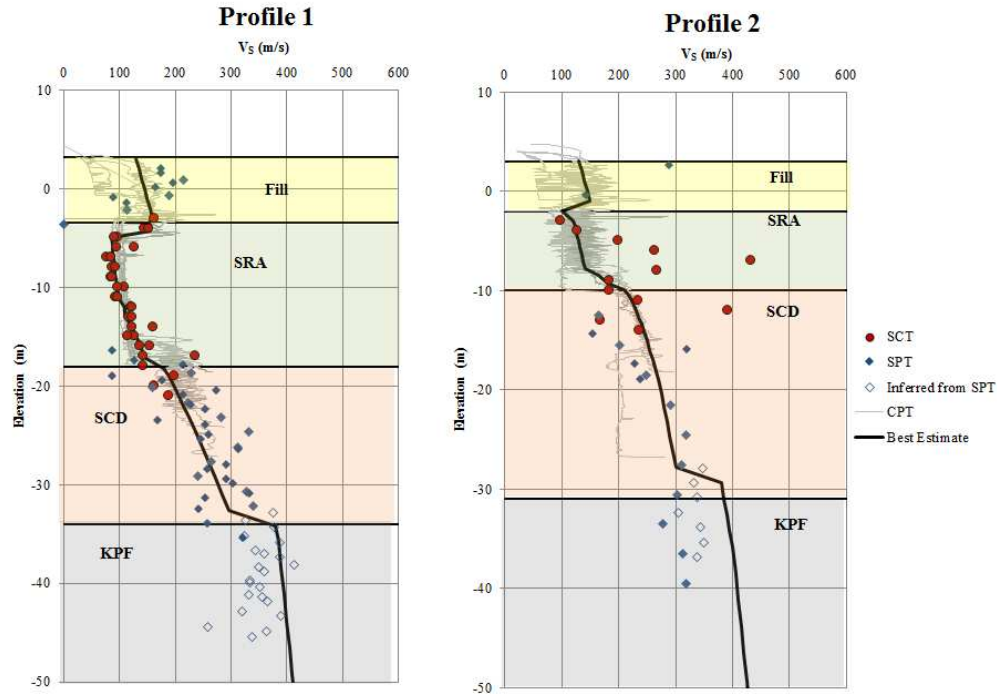 Profile 1
V_S (m/s)
0 100 200 300 400 500 600
10
0
-10
-20
-30
-40
-50
Elevation (m)
Fill
SRA
SCD
KPF
Profile 2
V_S (m/s)
0 100 200 300 400 500 600
10
0
-10
-20
-30
-40
-50
Elevation (m)
Fill
SRA
SCD
KPF
SCT
SPT
Inferred from SPT
CPT
Best Estimate